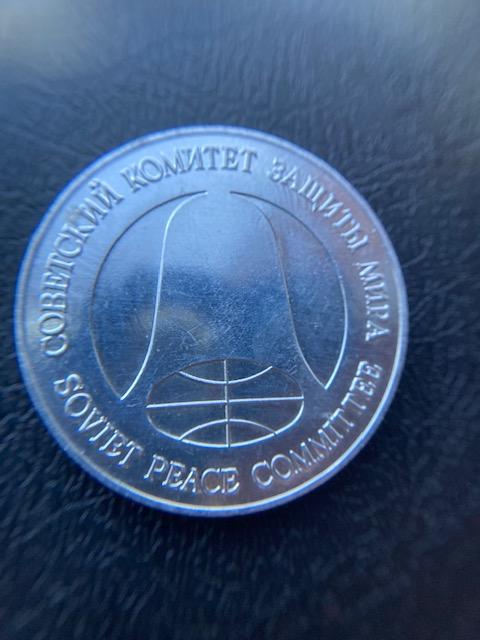 СОВЕТСКИЙ КОМИТЕТ ЗАЩИТЫ МИРА
SOVIET PEACE COMMITTEE